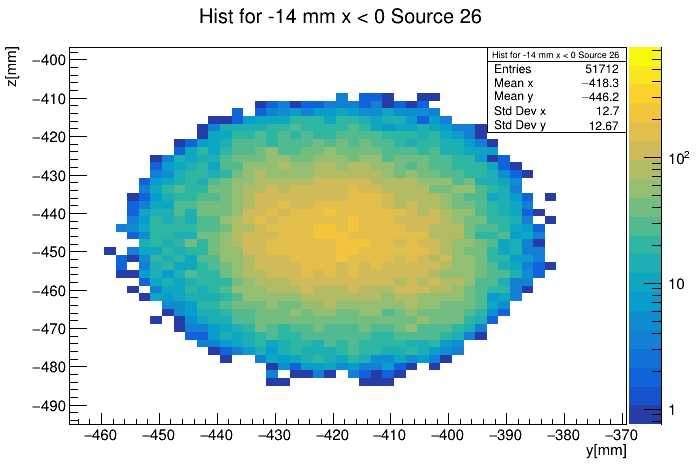 Hist for -14 mm x < 0 Source 26
z[mm]
Hist for -14 mm x < 0 Source 26
Entries 51712
Mean x −418.3
Mean y −446.2
Std Dev x 12.7
Std Dev y 12.67
−400
−410
−420
−430
−440
−450
−460
−470
−480
−490
10²
10
1
−460 −450 −440 −430 −420 −410 −400 −390 −380 −370
y[mm]